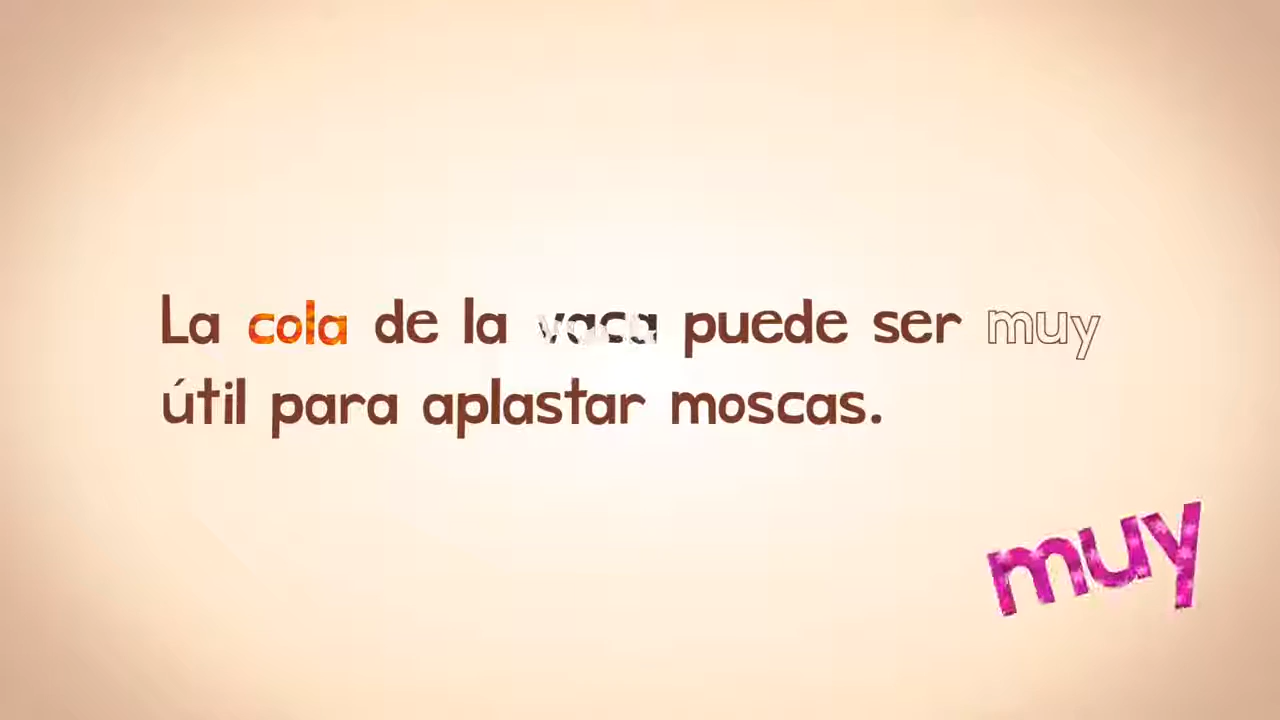 La cola de la vaca puede ser muy
útil para aplastar moscas.
muy